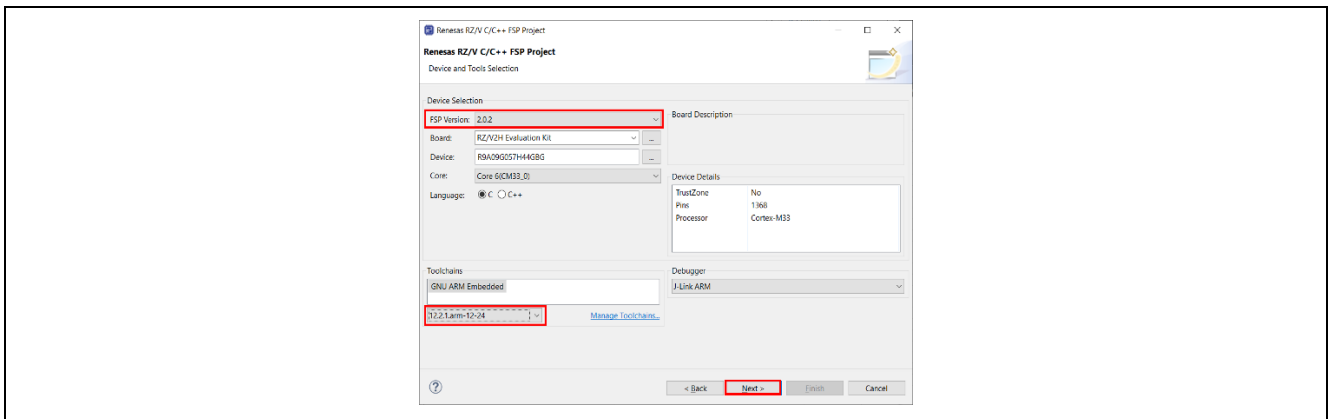 Renesas RZ/V C/C++ FSP Project
Renesas RZ/V C/C++ FSP Project
Device and Tools Selection
Device Selection
FSP Version: 2.0.2
Board: RZ/V2H Evaluation Kit ...
Device: R9A09G057H44GBG ...
Core: Core 6(CM33_0)
Language: C C++
Board Description
Device Details
TrustZone No
Pins 1368
Processor Cortex-M33
Toolchains
GNU ARM Embedded
12.2.1.arm-12-24
Manage Toolchains...
Debugger
J-Link ARM
? < Back Next > Finish Cancel